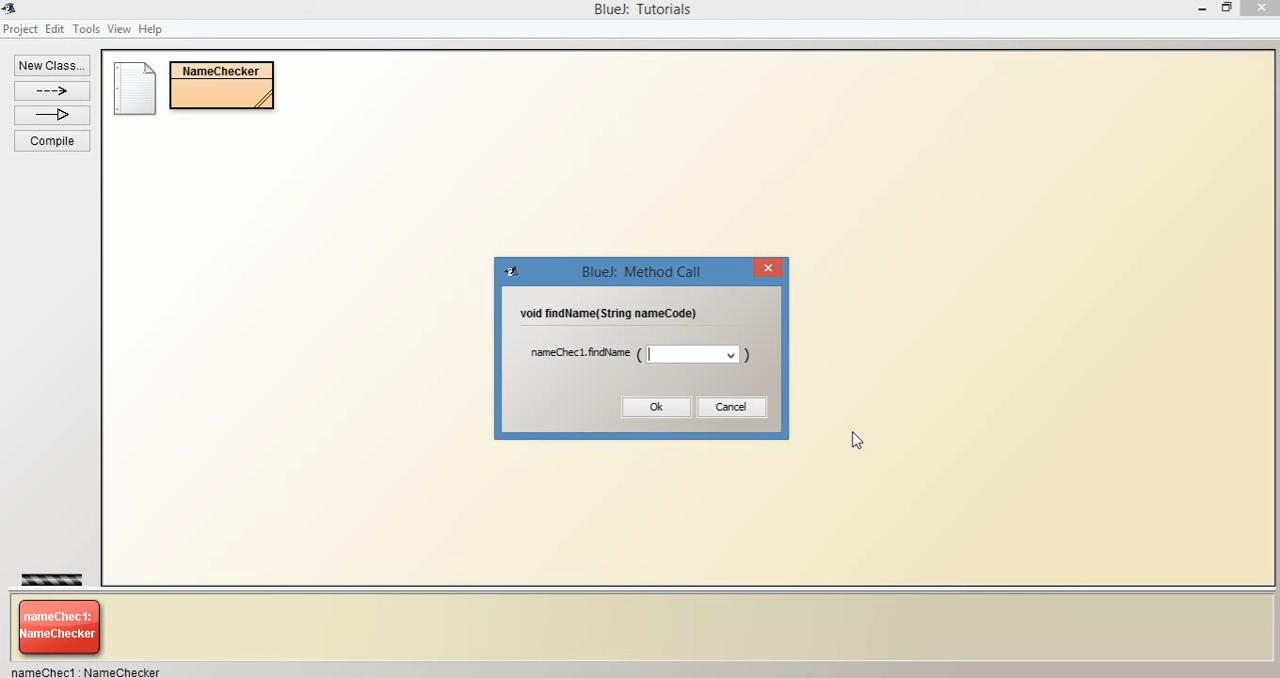 BlueJ: Tutorials
Project Edit Tools View Help
New Class...
NameChecker
Compile
BlueJ: Method Call
void findName(String nameCode)
nameChec1.findName ( )
Ok Cancel
nameChec1:
NameChecker
nameChec1 : NameChecker